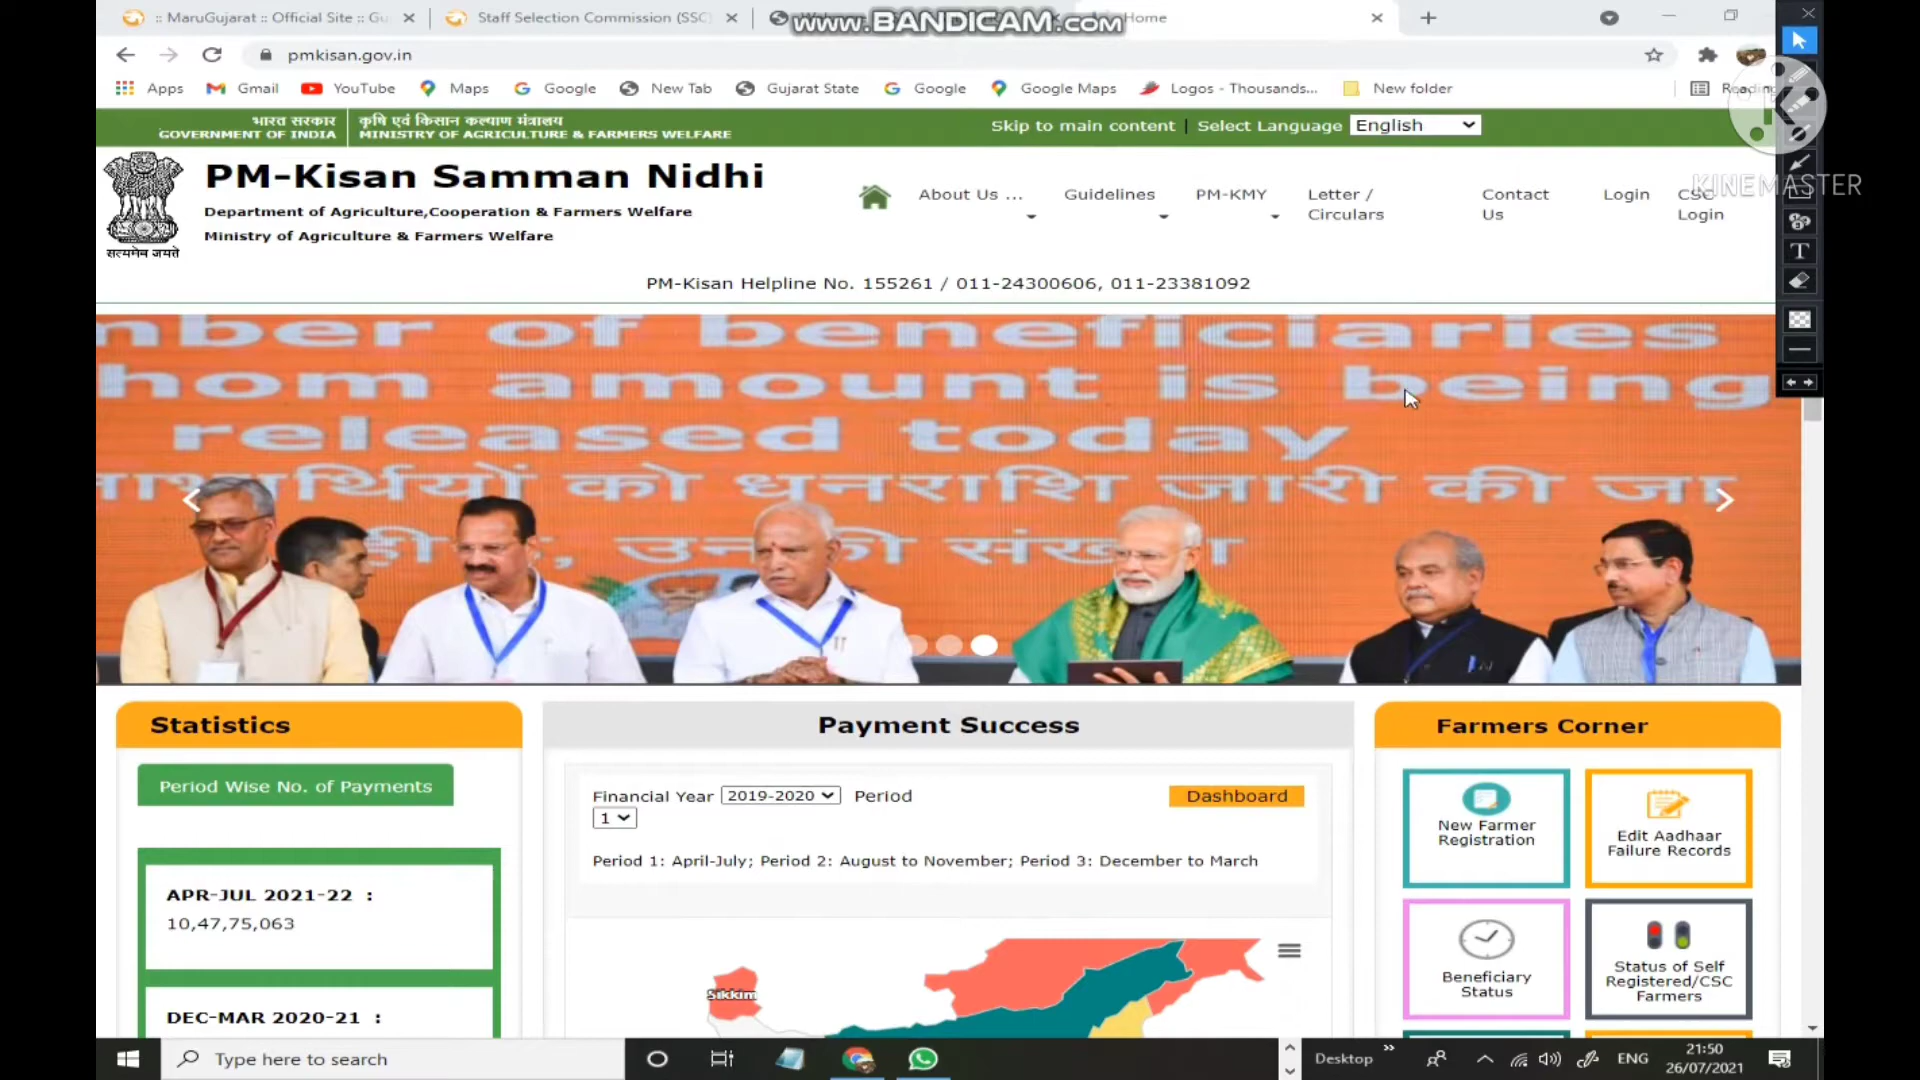 :: MaruGujarat :: Official Site :: Gu
Staff Selection Commission (SSC)
Home
www.BANDICAM.com
pmkisan.gov.in
Apps
Gmail
YouTube
Maps
Google
New Tab
Gujarat State
Google
Google Maps
Logos - Thousands...
New folder
भारत सरकार
GOVERNMENT OF INDIA
कृषि एवं किसान कल्याण मंत्रालय
MINISTRY OF AGRICULTURE & FARMERS WELFARE
Skip to main content | Select Language English
सत्यमेव जयते
PM-Kisan Samman Nidhi
Department of Agriculture,Cooperation & Farmers Welfare
Ministry of Agriculture & Farmers Welfare
About Us ...
Guidelines
PM-KMY
Letter /
Circulars
Contact
Us
Login
CSC
Login
KINEMASTER
PM-Kisan Helpline No. 155261 / 011-24300606, 011-23381092
mber of beneficiaries
hom amount is being
released today
को धनराशि जारी की जा
संख्या
Statistics
Period Wise No. of Payments
APR-JUL 2021-22 :
10,47,75,063
DEC-MAR 2020-21 :
Payment Success
Financial Year 2019-2020 Period
1
Dashboard
Period 1: April-July; Period 2: August to November; Period 3: December to March
Sikkim
Farmers Corner
New Farmer
Registration
Edit Aadhaar
Failure Records
Beneficiary
Status
Status of Self
Registered/CSC
Farmers
Type here to search
Desktop
ENG
21:50
26/07/2021